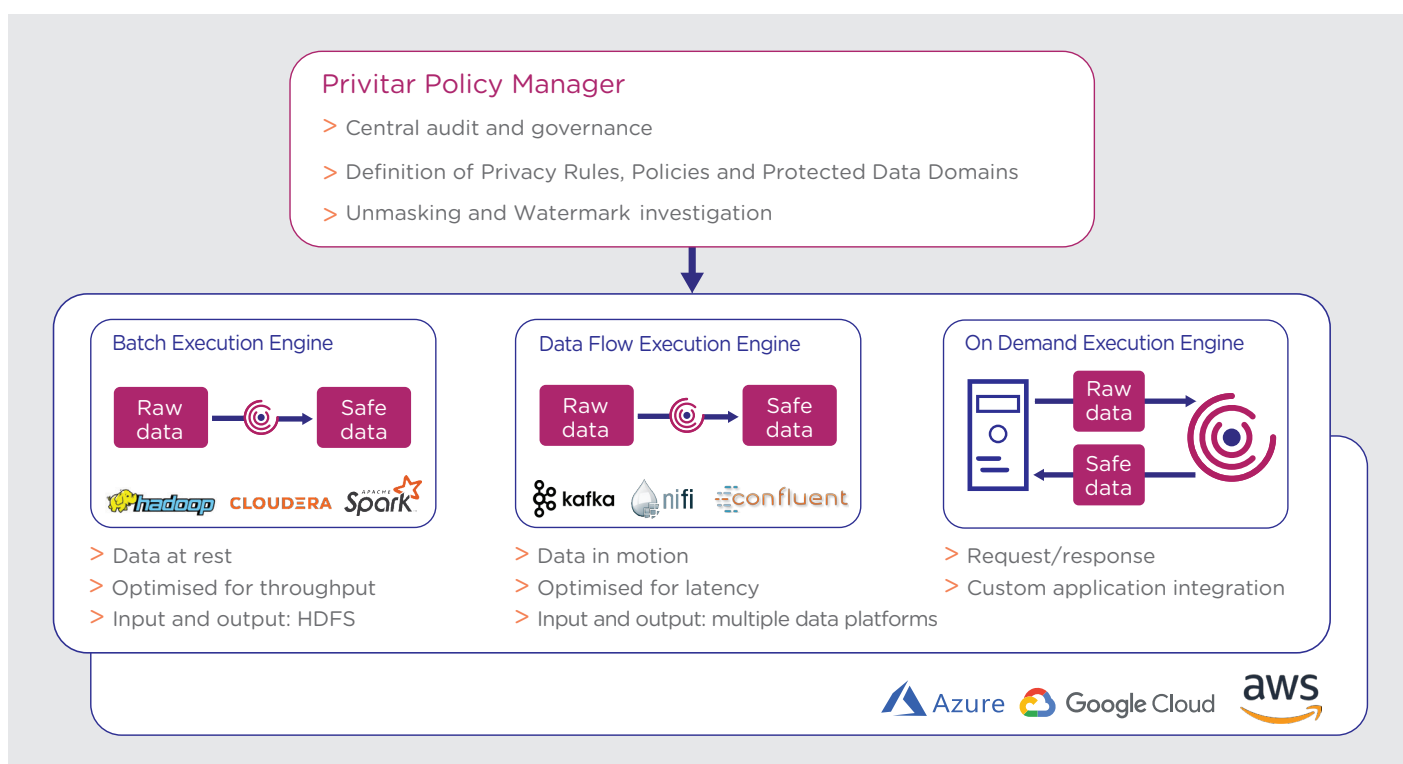 Privitar Policy Manager
> Central audit and governance
> Definition of Privacy Rules, Policies and Protected Data Domains
> Unmasking and Watermark investigation
Batch Execution Engine
Raw
data
Safe
data
hadoop
CLOUDERA
APACHE
Spark
> Data at rest
> Optimised for throughput
> Input and output: HDFS
Data Flow Execution Engine
Raw
data
Safe
data
kafka
nifi
confluent
> Data in motion
> Optimised for latency
> Input and output: multiple data platforms
On Demand Execution Engine
Raw
data
Safe
data
> Request/response
> Custom application integration
Azure
Google Cloud
aws